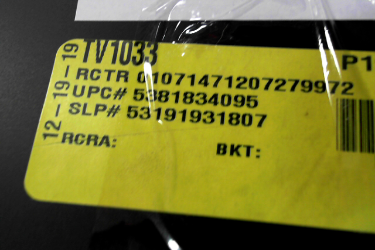 TV1033
P1
RCTR 01071471207279972
UPC# 5381834095
SLP# 53191931807
RCRA:
BKT:
12-19-19